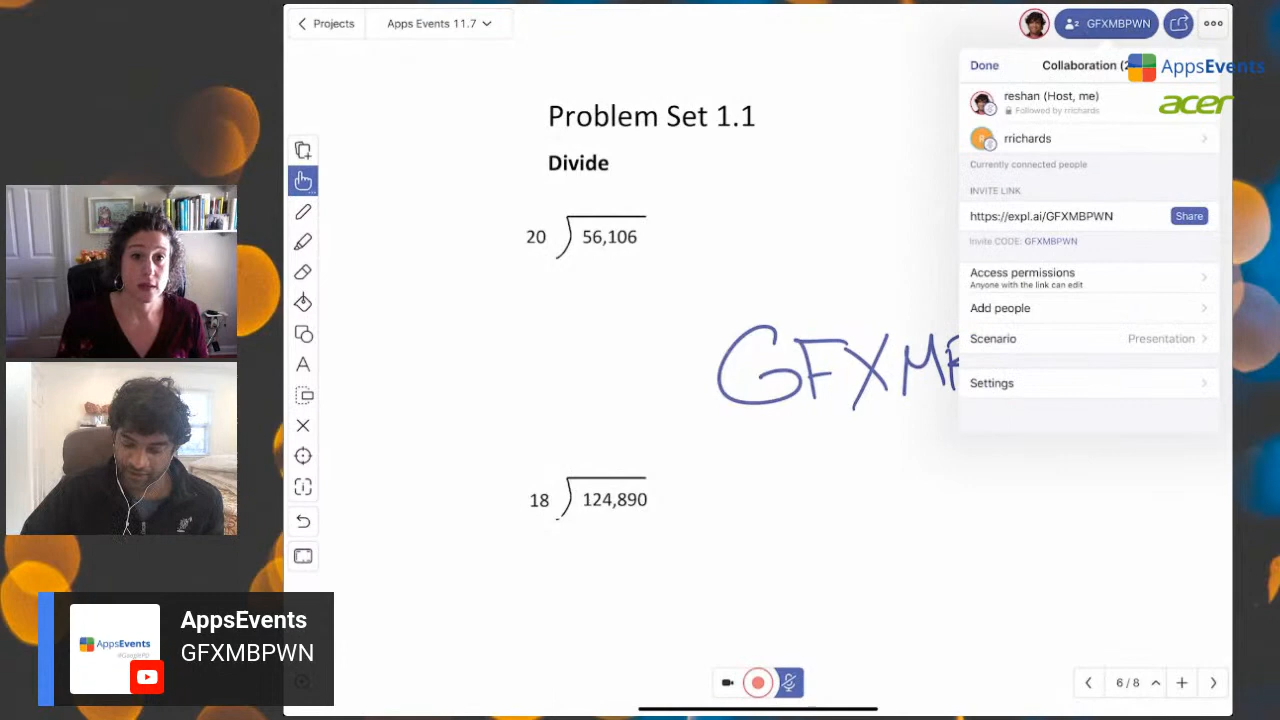 Projects
Apps Events 11.7
2 GFXMBPWN
Done
Collaboration (2
AppsEvents
acer
reshan (Host, me)
Followed by rrichards
rrichards
Currently connected people
INVITE LINK
https://expl.ai/GFXMBPWN
Share
Invite CODE: GFXMBPWN
Access permissions
Anyone with the link can edit
Add people
Scenario
Presentation
Settings
Problem Set 1.1
Divide
20 56,106
GFXMB
18 124,890
A
6 / 8
AppsEvents
@GooglePD
AppsEvents
GFXMBPWN